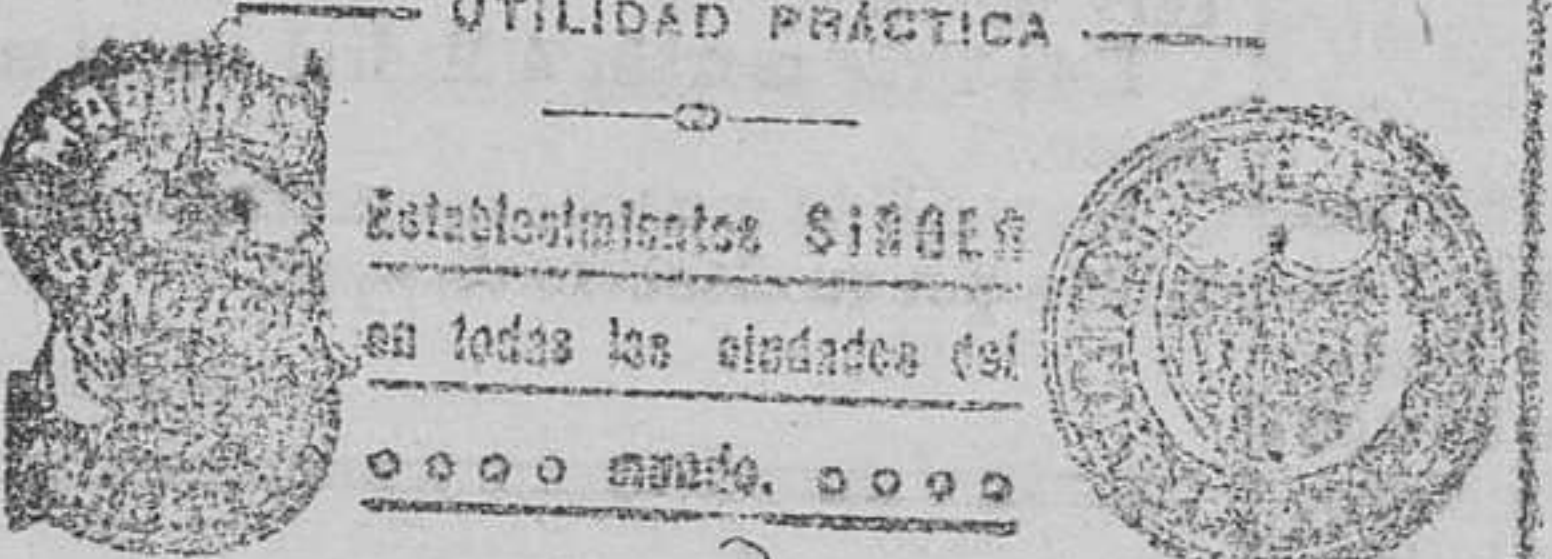 UTILIDAD PRÁCTICA
Establecimientos SINGER
en todas las ciudades del
mundo.